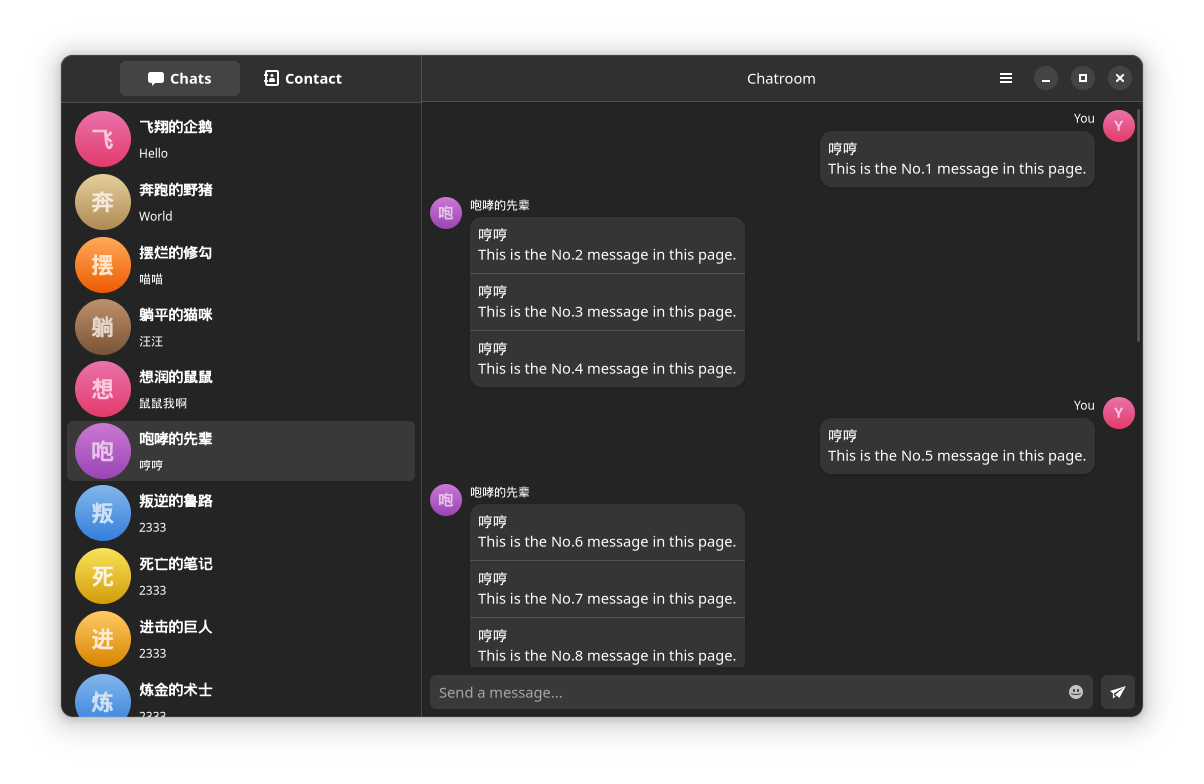 Chats
Contact
Chatroom
飞
飞翔的企鹅
Hello
奔
奔跑的野猪
World
摆
摆烂的修勾
喵喵
躺
躺平的猫咪
汪汪
想
想润的鼠鼠
鼠鼠我啊
咆
咆哮的先辈
哼哼
叛
叛逆的鲁路
2333
死
死亡的笔记
2333
进
进击的巨人
2333
炼
炼金的术士
2333
You
Y
哼哼
This is the No.1 message in this page.
咆
咆哮的先辈
哼哼
This is the No.2 message in this page.
哼哼
This is the No.3 message in this page.
哼哼
This is the No.4 message in this page.
You
Y
哼哼
This is the No.5 message in this page.
咆
咆哮的先辈
哼哼
This is the No.6 message in this page.
哼哼
This is the No.7 message in this page.
哼哼
This is the No.8 message in this page.
Send a message...